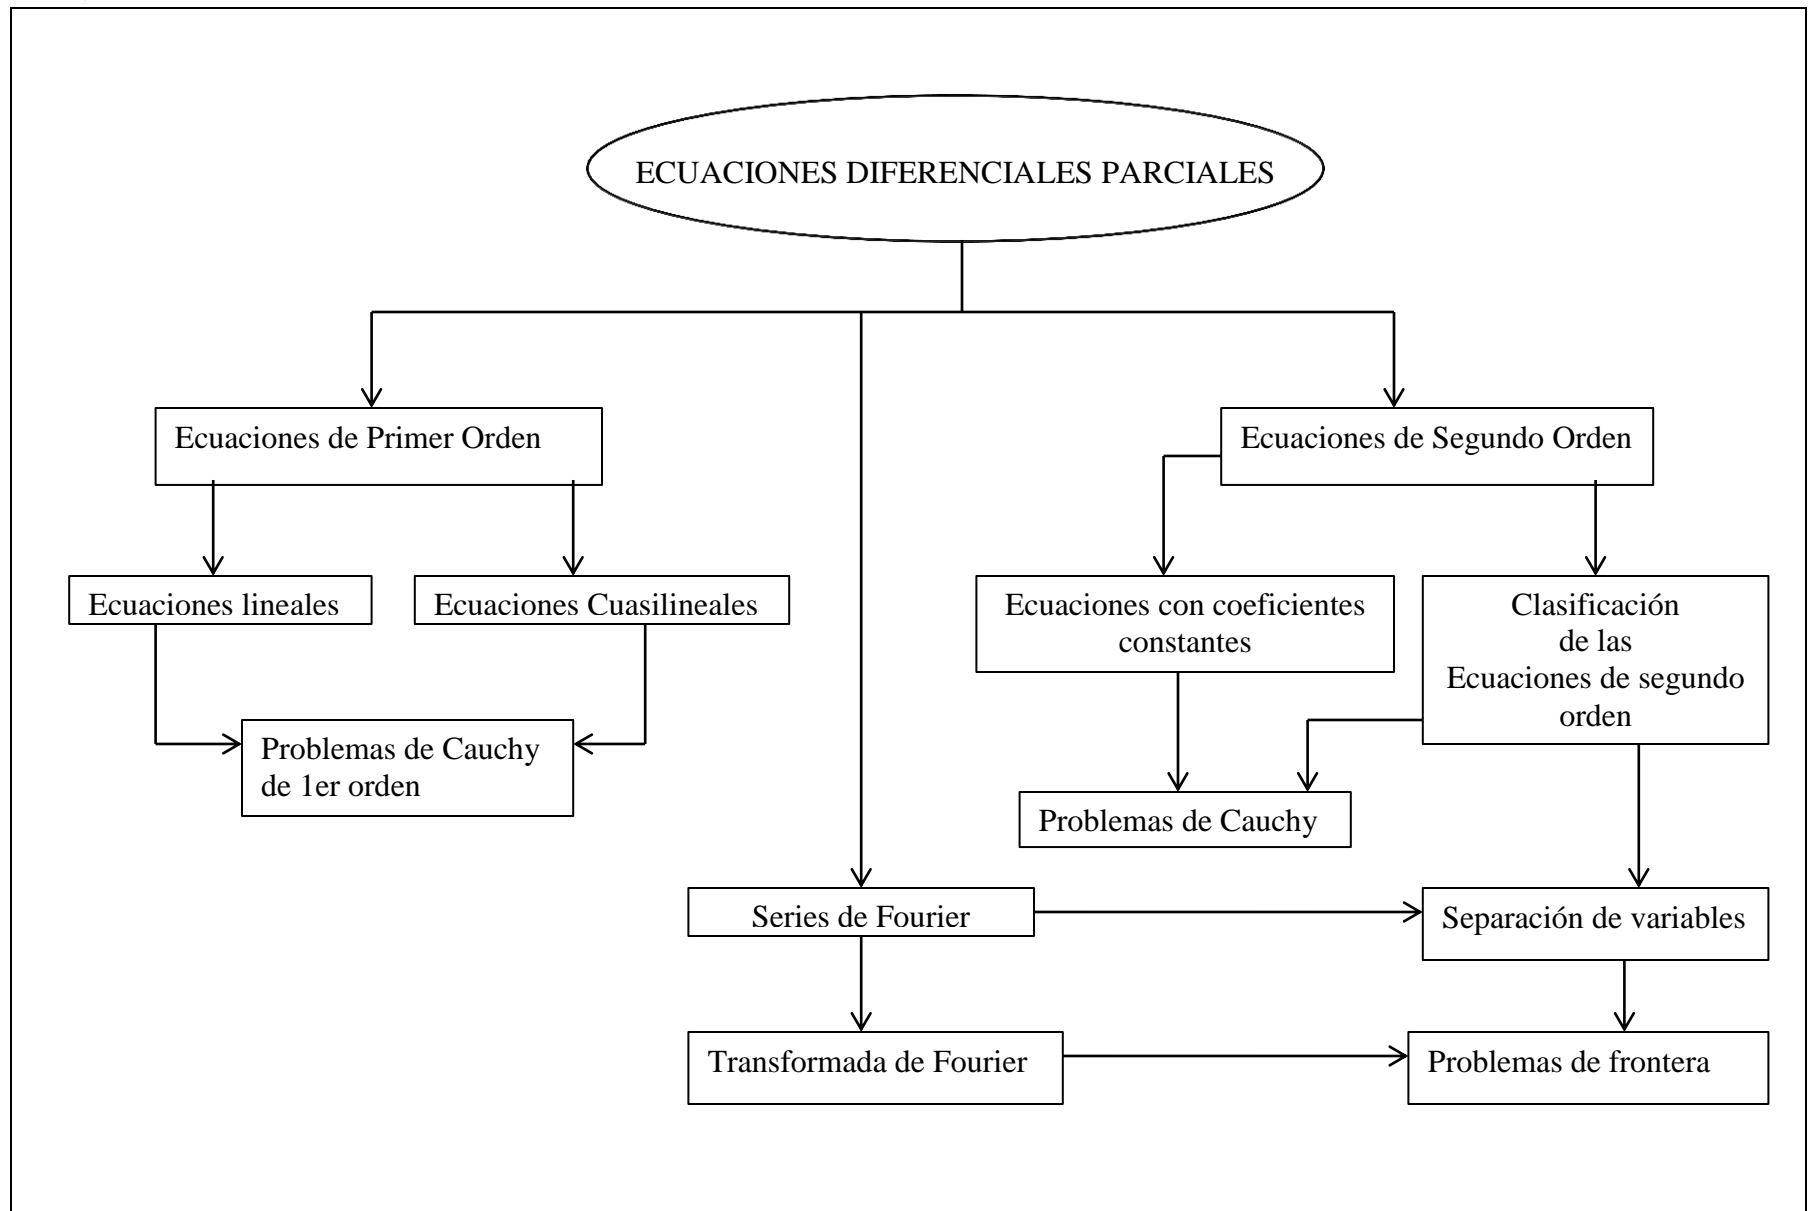 ECUACIONES DIFERENCIALES PARCIALES
Ecuaciones de Primer Orden
Ecuaciones de Segundo Orden
Ecuaciones lineales
Ecuaciones Cuasilineales
Ecuaciones con coeficientes
constantes
Clasificación
de las
Ecuaciones de segundo
orden
Problemas de Cauchy
de 1er orden
Problemas de Cauchy
Series de Fourier
Separación de variables
Transformada de Fourier
Problemas de frontera